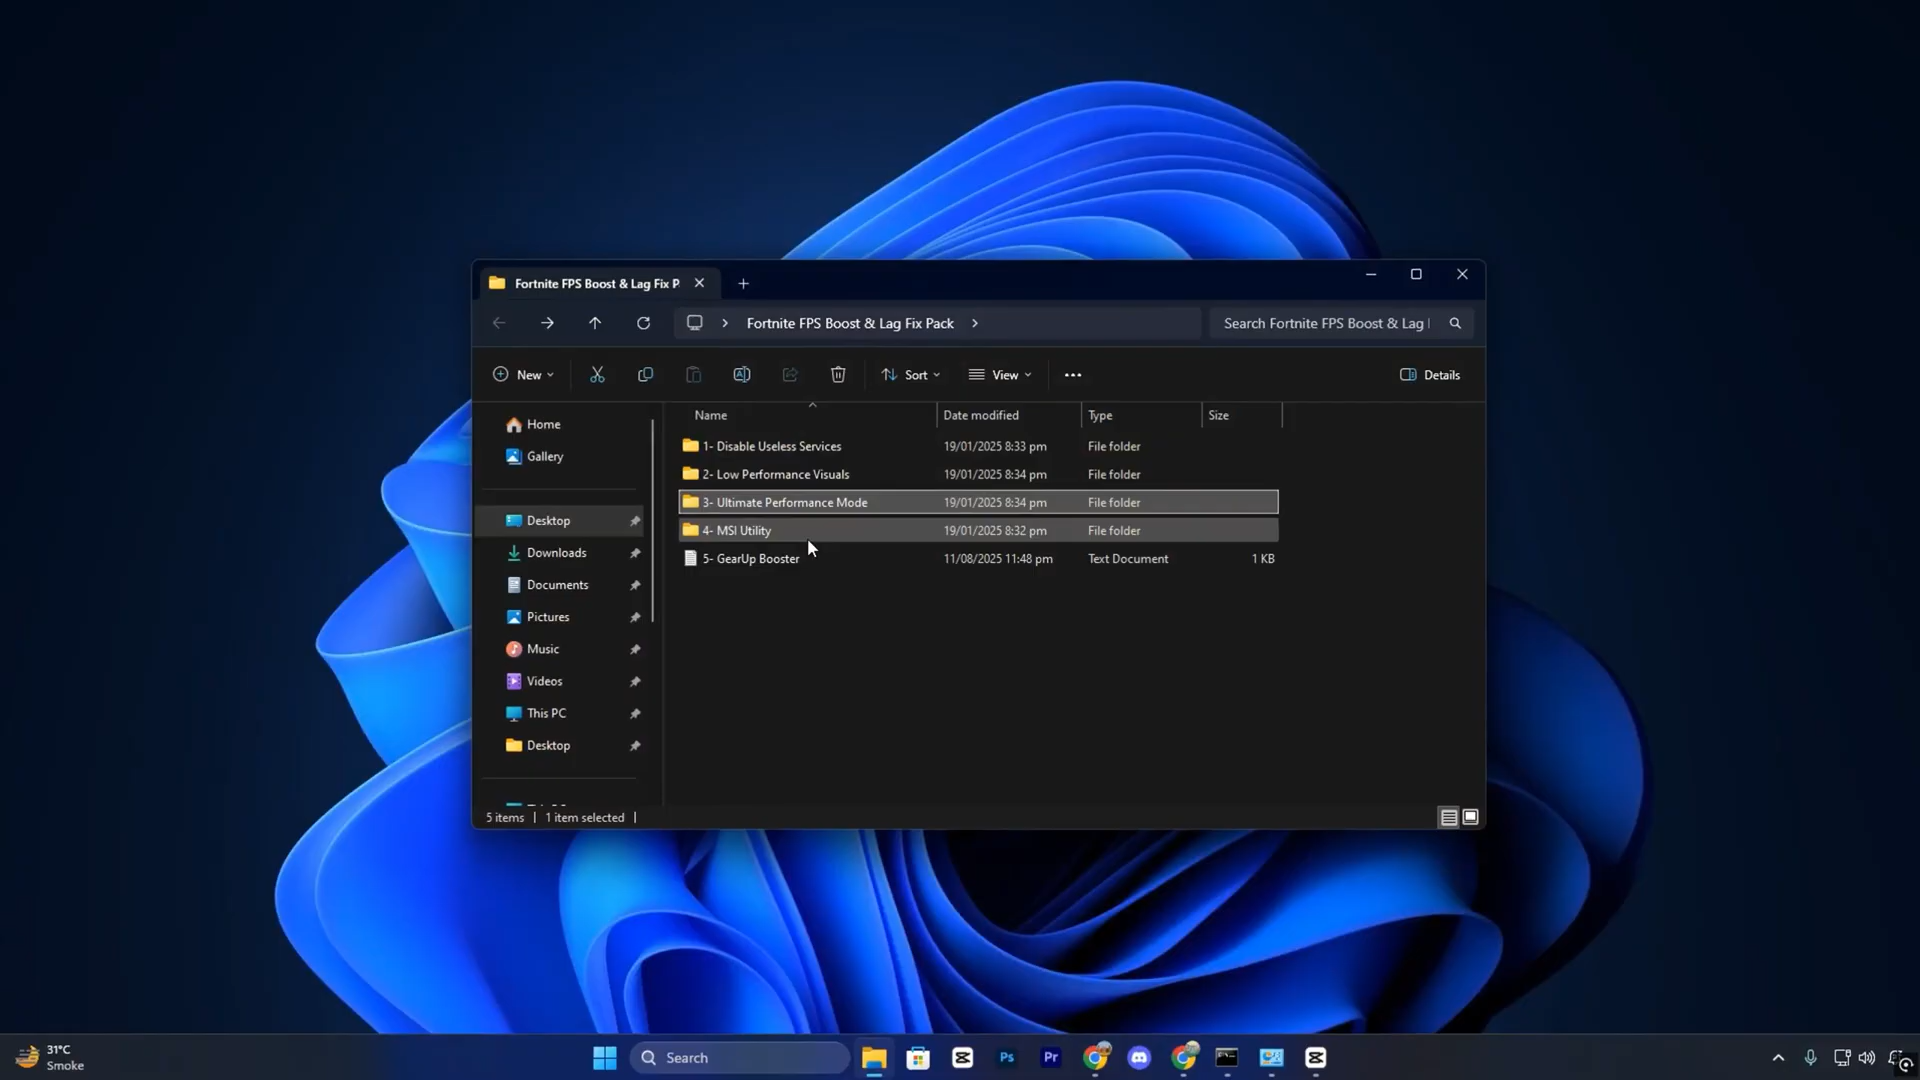 Fortnite FPS Boost & Lag Fix P
Fortnite FPS Boost & Lag Fix Pack
Search Fortnite FPS Boost & Lag
New
Sort
View
Details
Name Date modified Type Size
Home
Gallery
Desktop
Downloads
Documents
Pictures
Music
Videos
This PC
Desktop
1- Disable Useless Services 19/01/2025 8:33 pm File folder
2- Low Performance Visuals 19/01/2025 8:34 pm File folder
3- Ultimate Performance Mode 19/01/2025 8:34 pm File folder
4- MSI Utility 19/01/2025 8:32 pm File folder
5- GearUp Booster 11/08/2025 11:48 pm Text Document 1 KB
5 items | 1 item selected |
31°C
Smoke
Search
Ps
Pr